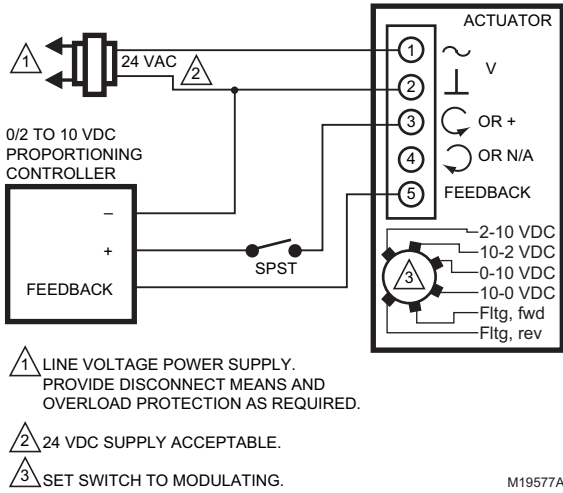 ACTUATOR
1
24 VAC
2
1
V
2
0/2 TO 10 VDC
PROPORTIONING
CONTROLLER
3
OR +
4
OR N/A
5
FEEDBACK
–
+
SPST
FEEDBACK
2-10 VDC
10-2 VDC
0-10 VDC
10-0 VDC
Fltg, fwd
Fltg, rev
3
1 LINE VOLTAGE POWER SUPPLY.
PROVIDE DISCONNECT MEANS AND
OVERLOAD PROTECTION AS REQUIRED.
2 24 VDC SUPPLY ACCEPTABLE.
3 SET SWITCH TO MODULATING.
M19577A